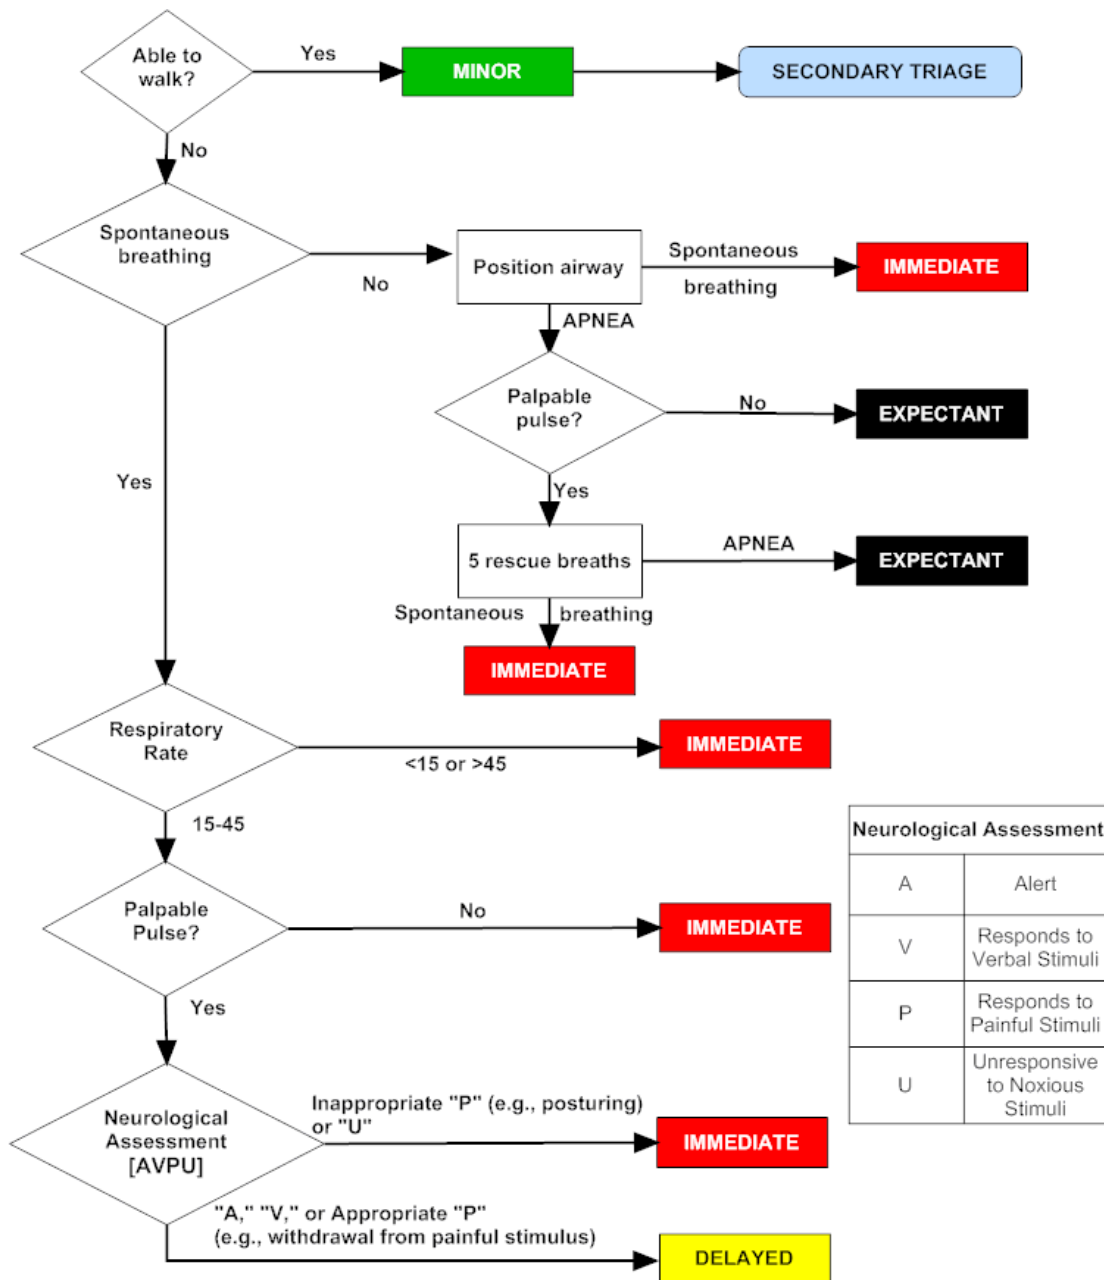 Able to
walk?
Yes
MINOR
SECONDARY TRIAGE
No
Spontaneous
breathing
No
Position airway
Spontaneous
breathing
IMMEDIATE
APNEA
Palpable
pulse?
No
EXPECTANT
Yes
Yes
5 rescue breaths
APNEA
EXPECTANT
Spontaneous breathing
IMMEDIATE
Respiratory
Rate
<15 or >45
IMMEDIATE
15-45
Palpable
Pulse?
No
IMMEDIATE
Yes
Neurological
Assessment
[AVPU]
Inappropriate "P" (e.g., posturing)
or "U"
IMMEDIATE
"A," "V," or Appropriate "P"
(e.g., withdrawal from painful stimulus)
DELAYED
Neurological Assessment
A
Alert
V
Responds to
Verbal Stimuli
P
Responds to
Painful Stimuli
U
Unresponsive
to Noxious
Stimuli